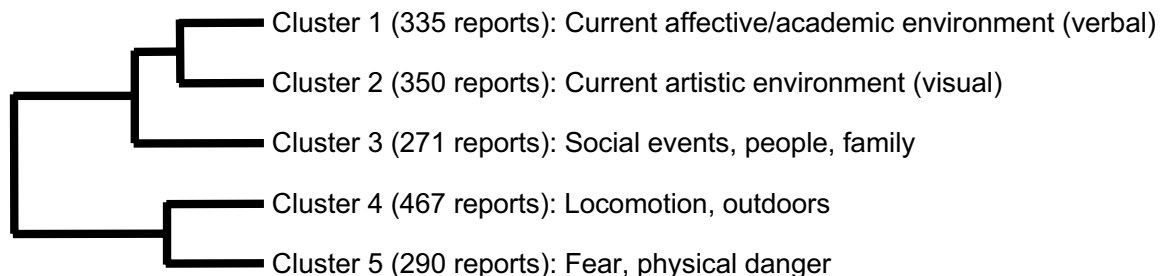 Cluster 1 (335 reports): Current affective/academic environment (verbal)
Cluster 2 (350 reports): Current artistic environment (visual)
Cluster 3 (271 reports): Social events, people, family
Cluster 4 (467 reports): Locomotion, outdoors
Cluster 5 (290 reports): Fear, physical danger